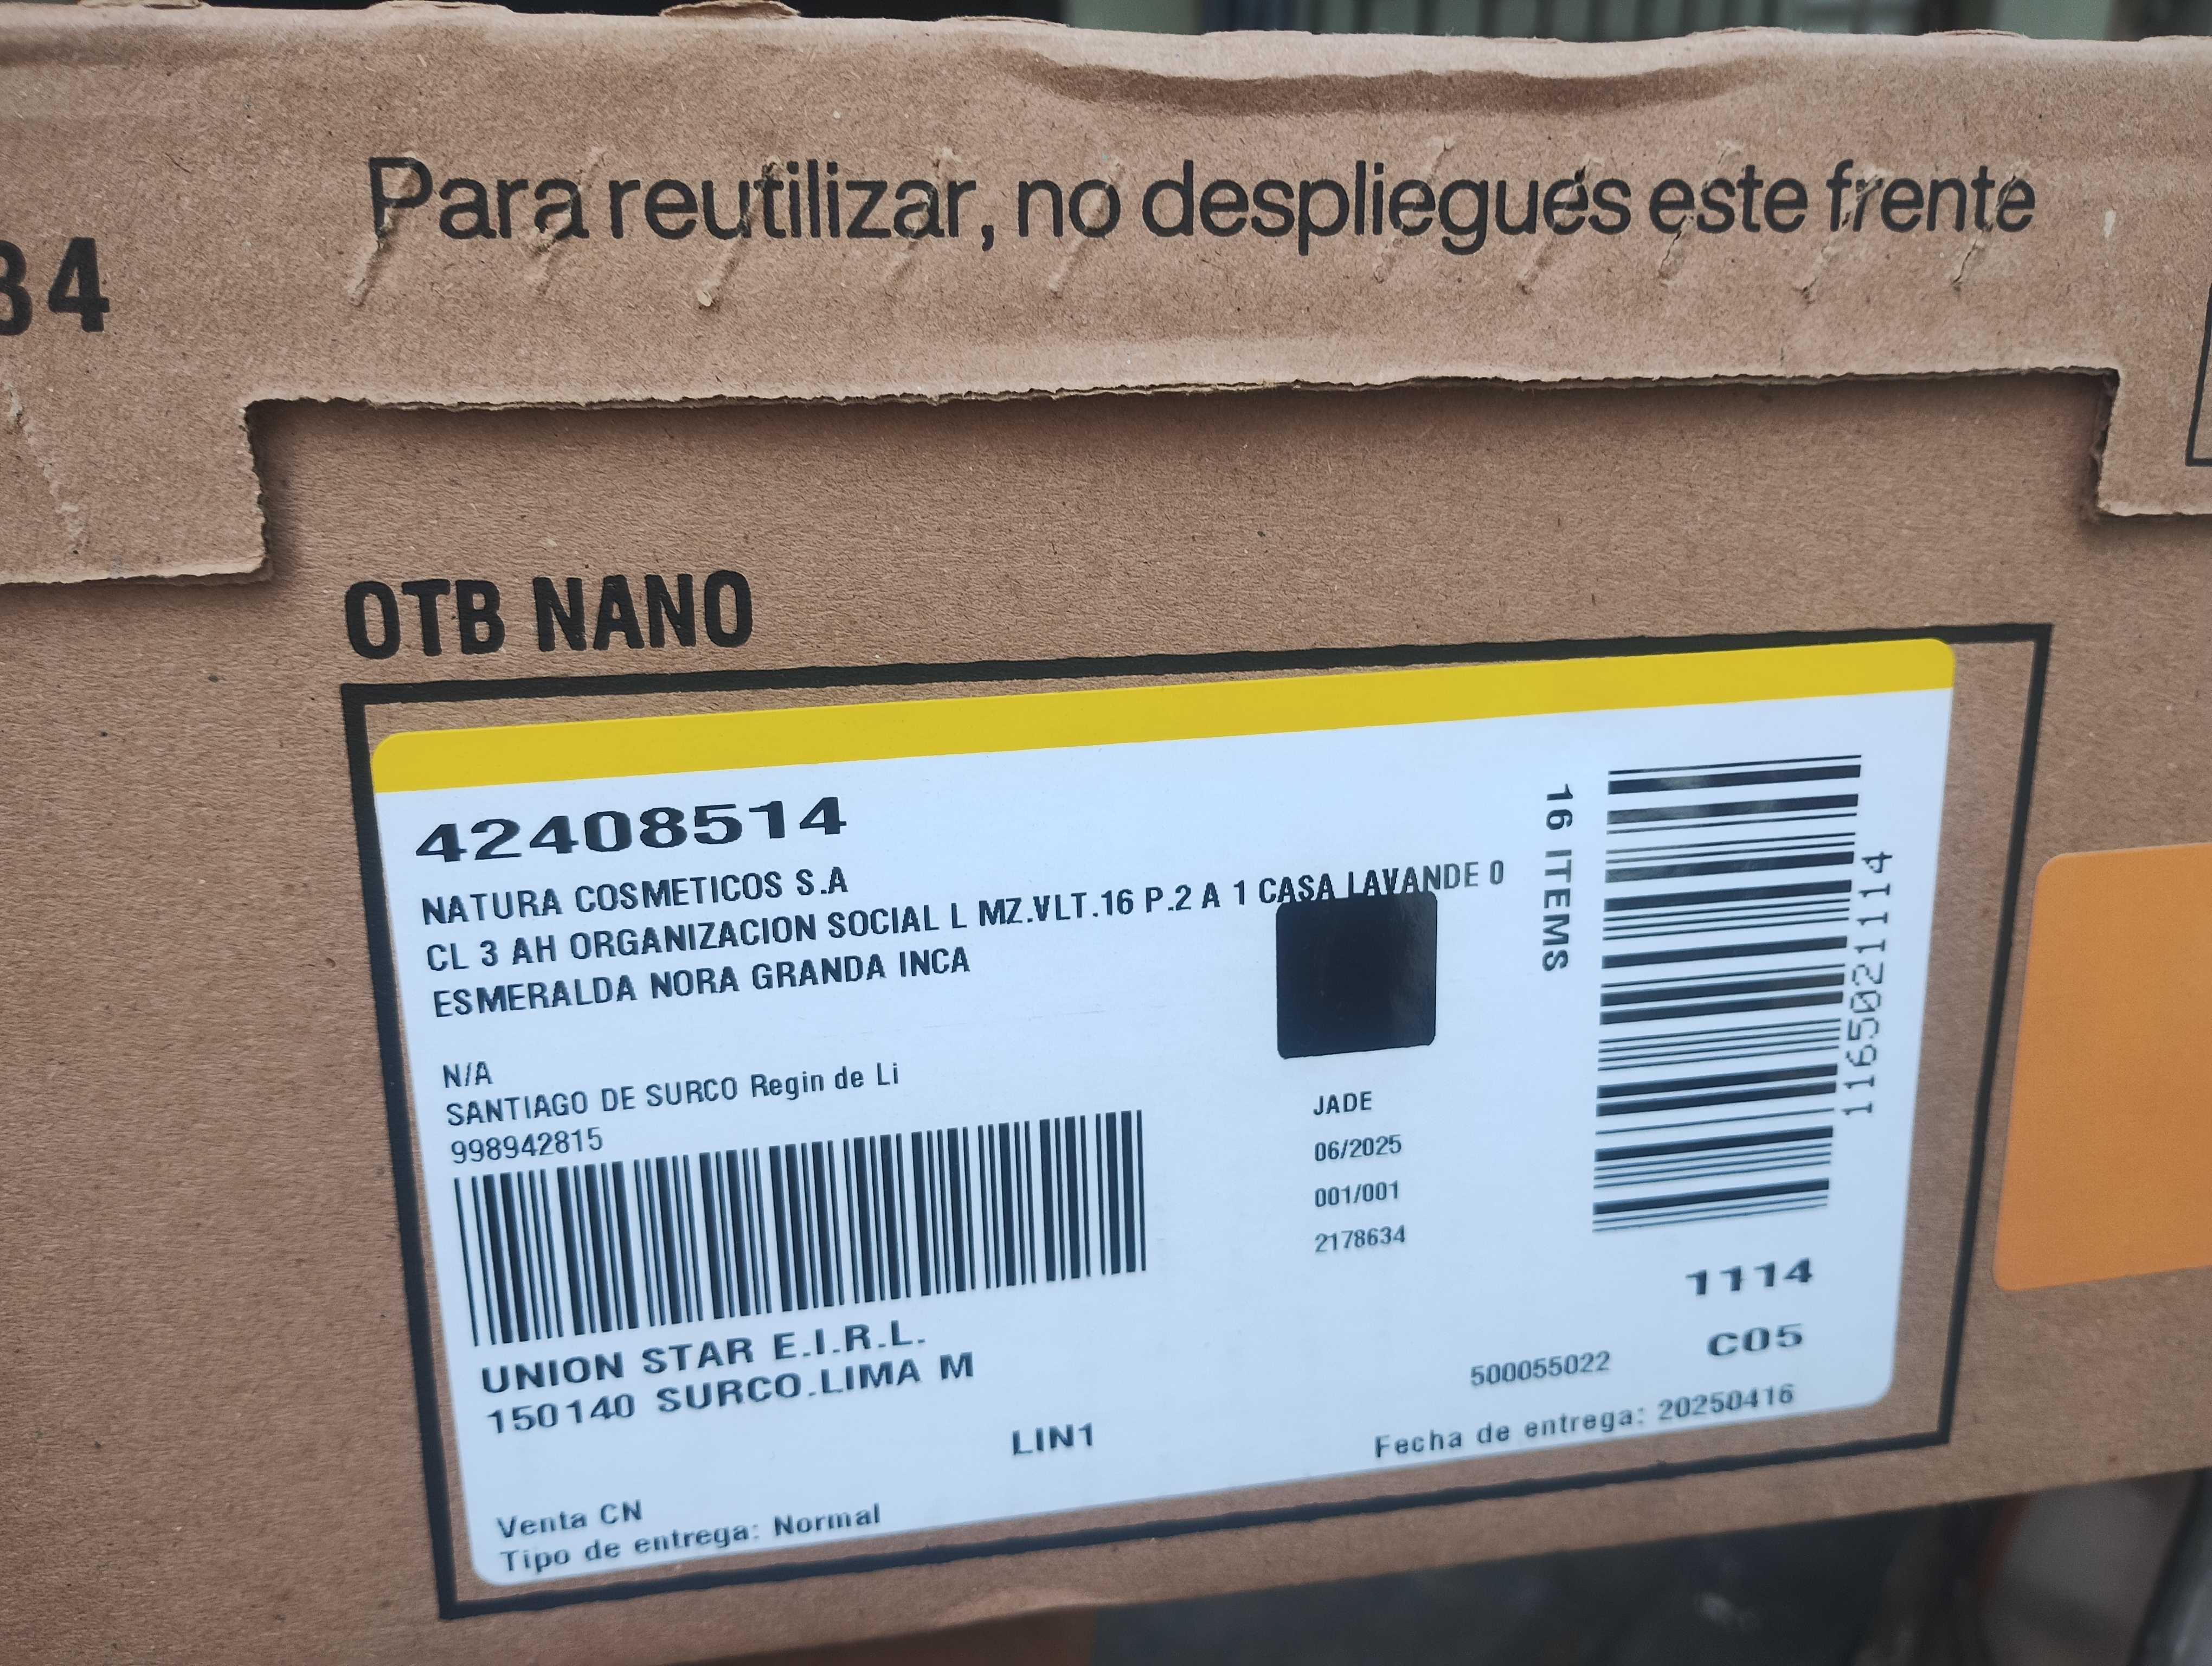 Para reutilizar, no despliegues este frente
34
OTB NANO
42408514
NATURA COSMETICOS S.A
CL 3 AH ORGANIZACION SOCIAL L MZ.VLT.16 P.2 A 1 CASA LAVANDE 0
ESMERALDA NORA GRANDA INCA
N/A
SANTIAGO DE SURCO Regin de Li
998942815
UNION STAR E.I.R.L.
150140 SURCO.LIMA M
LIN1
Venta CN
Tipo de entrega: Normal
JADE
06/2025
001/001
2178634
16 ITEMS
1165021114
1114
C05
500055022
Fecha de entrega: 20250416